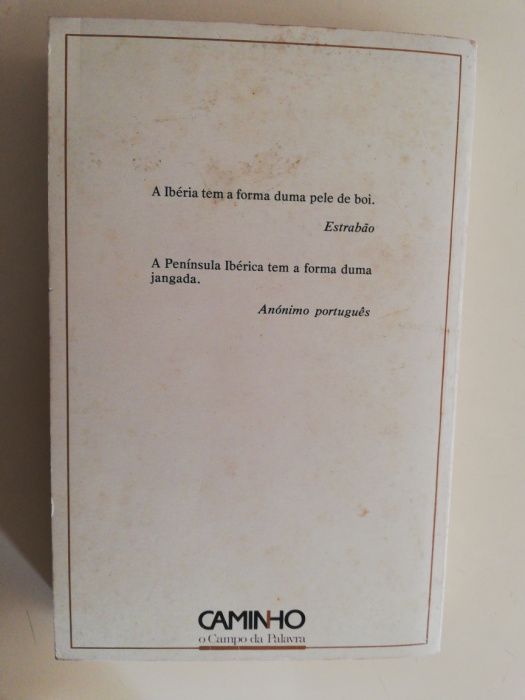 A Ibéria tem a forma duma pele de boi.
Estrabão
A Península Ibérica tem a forma duma
jangada.
Anónimo português
CAMINHO
o Campo da Palavra